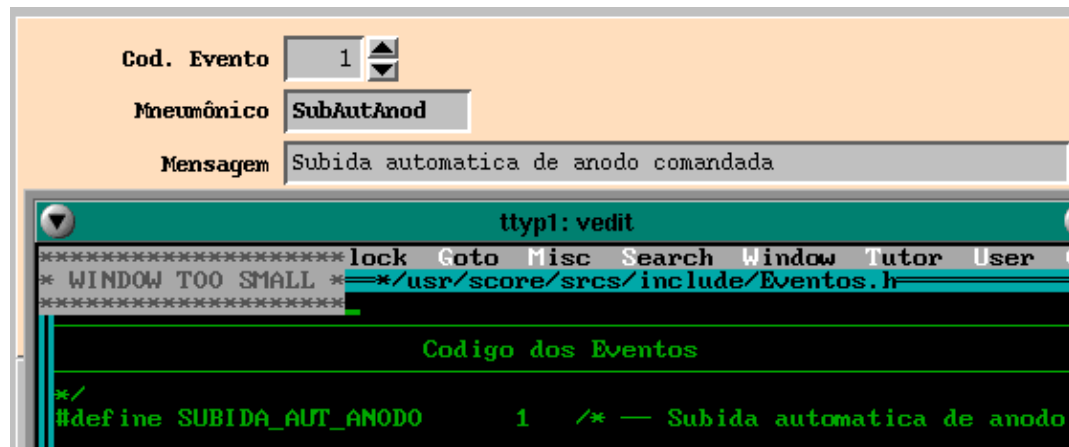 Cod. Evento 1
Mneumônico SubAutAnod
Mensagem Subida automatica de anodo comandada
ttyp1: vedit
*********************lock Goto Misc Search Window Tutor User
* WINDOW TOO SMALL *══*/usr/score/srcs/include/Eventos.h
*********************
Codigo dos Eventos
*/
#define SUBIDA_AUT_ANODO 1 /* — Subida automatica de anodo